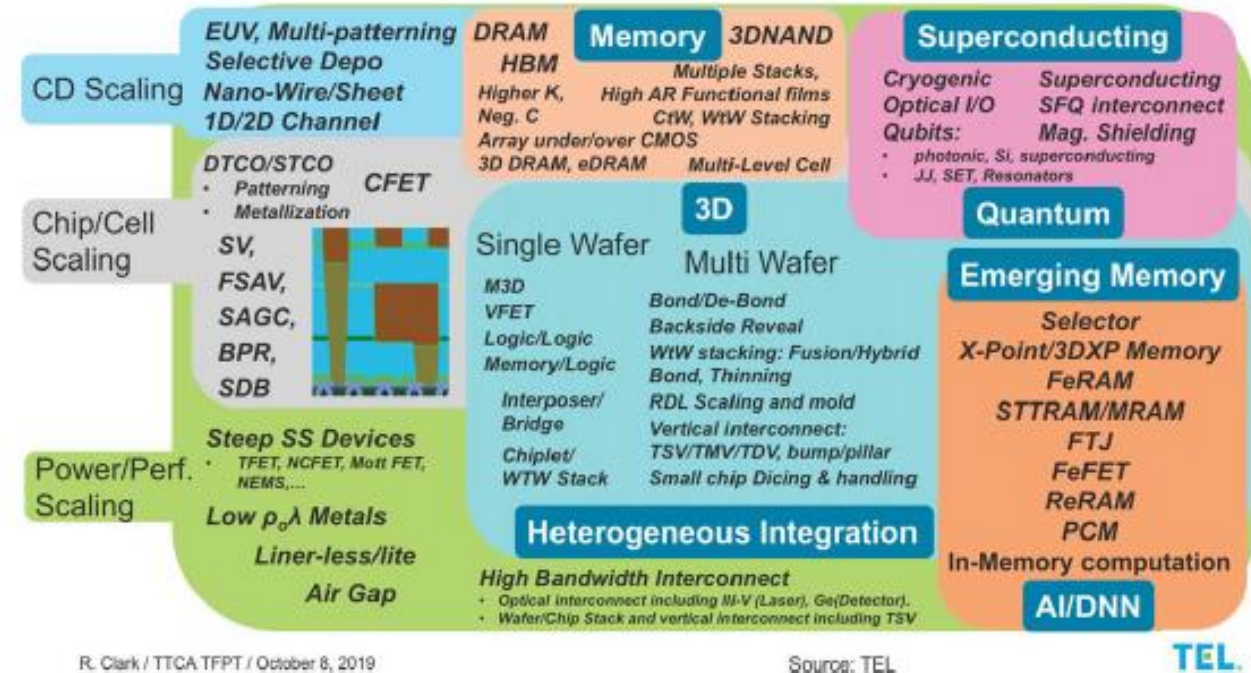 CD Scaling
EUV, Multi-patterning
Selective Depo
Nano-Wire/Sheet
1D/2D Channel
DRAM
Memory
3DNAND
HBM
Multiple Stacks,
Higher K,
High AR Functional films
Neg. C
CtW, WtW Stacking
Array under/over CMOS
3D DRAM, eDRAM
Multi-Level Cell
Superconducting
Cryogenic
Superconducting
Optical I/O
SFQ interconnect
Qubits:
Mag. Shielding
• photonic, Si, superconducting
• JJ, SET, Resonators
Quantum
Chip/Cell
Scaling
DTCO/STCO
• Patterning
• Metallization
CFET
SV,
FSAV,
SAGC,
BPR,
SDB
3D
Single Wafer
M3D
VFET
Logic/Logic
Memory/Logic
Interposer/
Bridge
Chiplet/
WTW Stack
Multi Wafer
Bond/De-Bond
Backside Reveal
WtW stacking: Fusion/Hybrid
Bond, Thinning
RDL Scaling and mold
Vertical interconnect:
TSV/TMV/TDV, bump/pillar
Small chip Dicing & handling
Heterogeneous Integration
Emerging Memory
Selector
X-Point/3DXP Memory
FeRAM
STTRAM/MRAM
FTJ
FeFET
ReRAM
PCM
In-Memory computation
AI/DNN
Power/Perf.
Scaling
Steep SS Devices
• TFET, NCFET, Mott FET,
NEMS,...
Low ρₒλ Metals
Liner-less/lite
Air Gap
High Bandwidth Interconnect
• Optical interconnect including III-V (Laser), Ge(Detector).
• Wafer/Chip Stack and vertical interconnect including TSV
R. Clark / TTCA TFPT / October 8, 2019
Source: TEL
TEL.